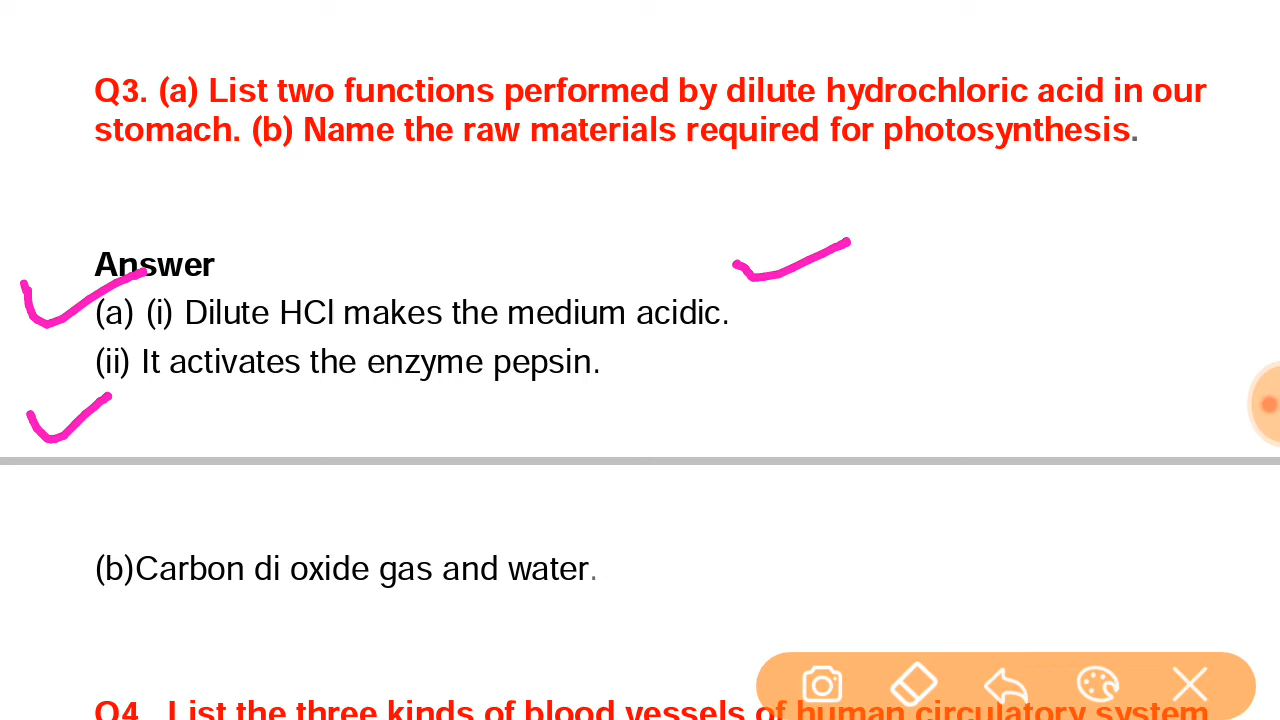 Q3. (a) List two functions performed by dilute hydrochloric acid in our
stomach. (b) Name the raw materials required for photosynthesis.
Answer
(a) (i) Dilute HCl makes the medium acidic.
(ii) It activates the enzyme pepsin.
(b)Carbon di oxide gas and water.
Q4. List the three kinds of blood vessels of human circulatory system